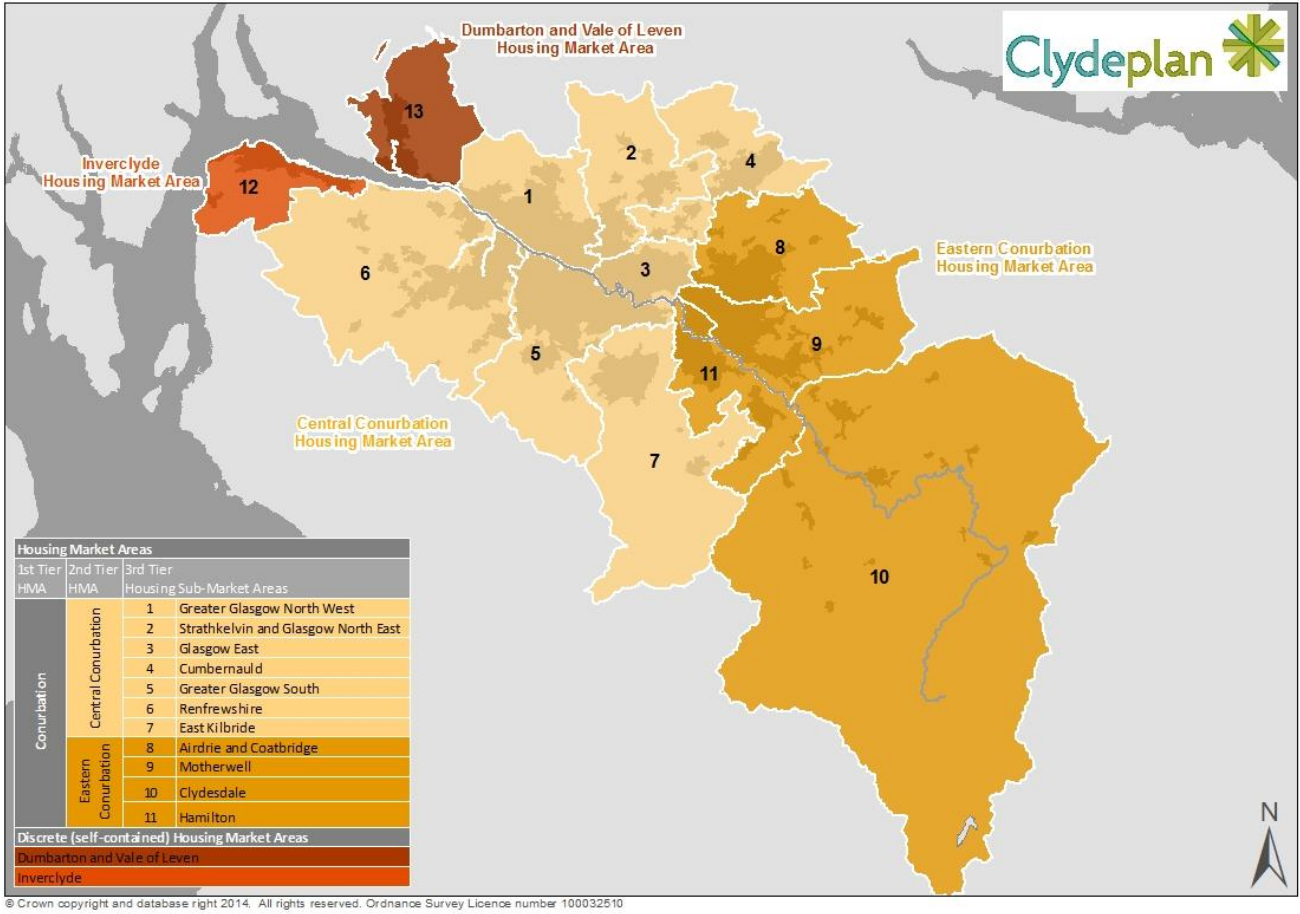 Dumbarton and Vale of Leven
Housing Market Area
Clydeplan
13
2
4
Inverclyde
Housing Market Area
12
1
8
Eastern Conurbation
Housing Market Area
6
3
9
5
11
Central Conurbation
Housing Market Area
7
10
Housing Market Areas
1st Tier HMA
2nd Tier HMA
3rd Tier
Housing Sub-Market Areas
Conurbation
Central Conurbation
1 Greater Glasgow North West
2 Strathkelvin and Glasgow North East
3 Glasgow East
4 Cumbernauld
5 Greater Glasgow South
6 Renfrewshire
7 East Kilbride
Eastern
Conurbation
8 Airdrie and Coatbridge
9 Motherwell
10 Clydesdale
11 Hamilton
Discrete (self-contained) Housing Market Areas
Dumbarton and Vale of Leven
Inverclyde
N
© Crown copyright and database right 2014. All rights reserved. Ordnance Survey Licence number 100032510